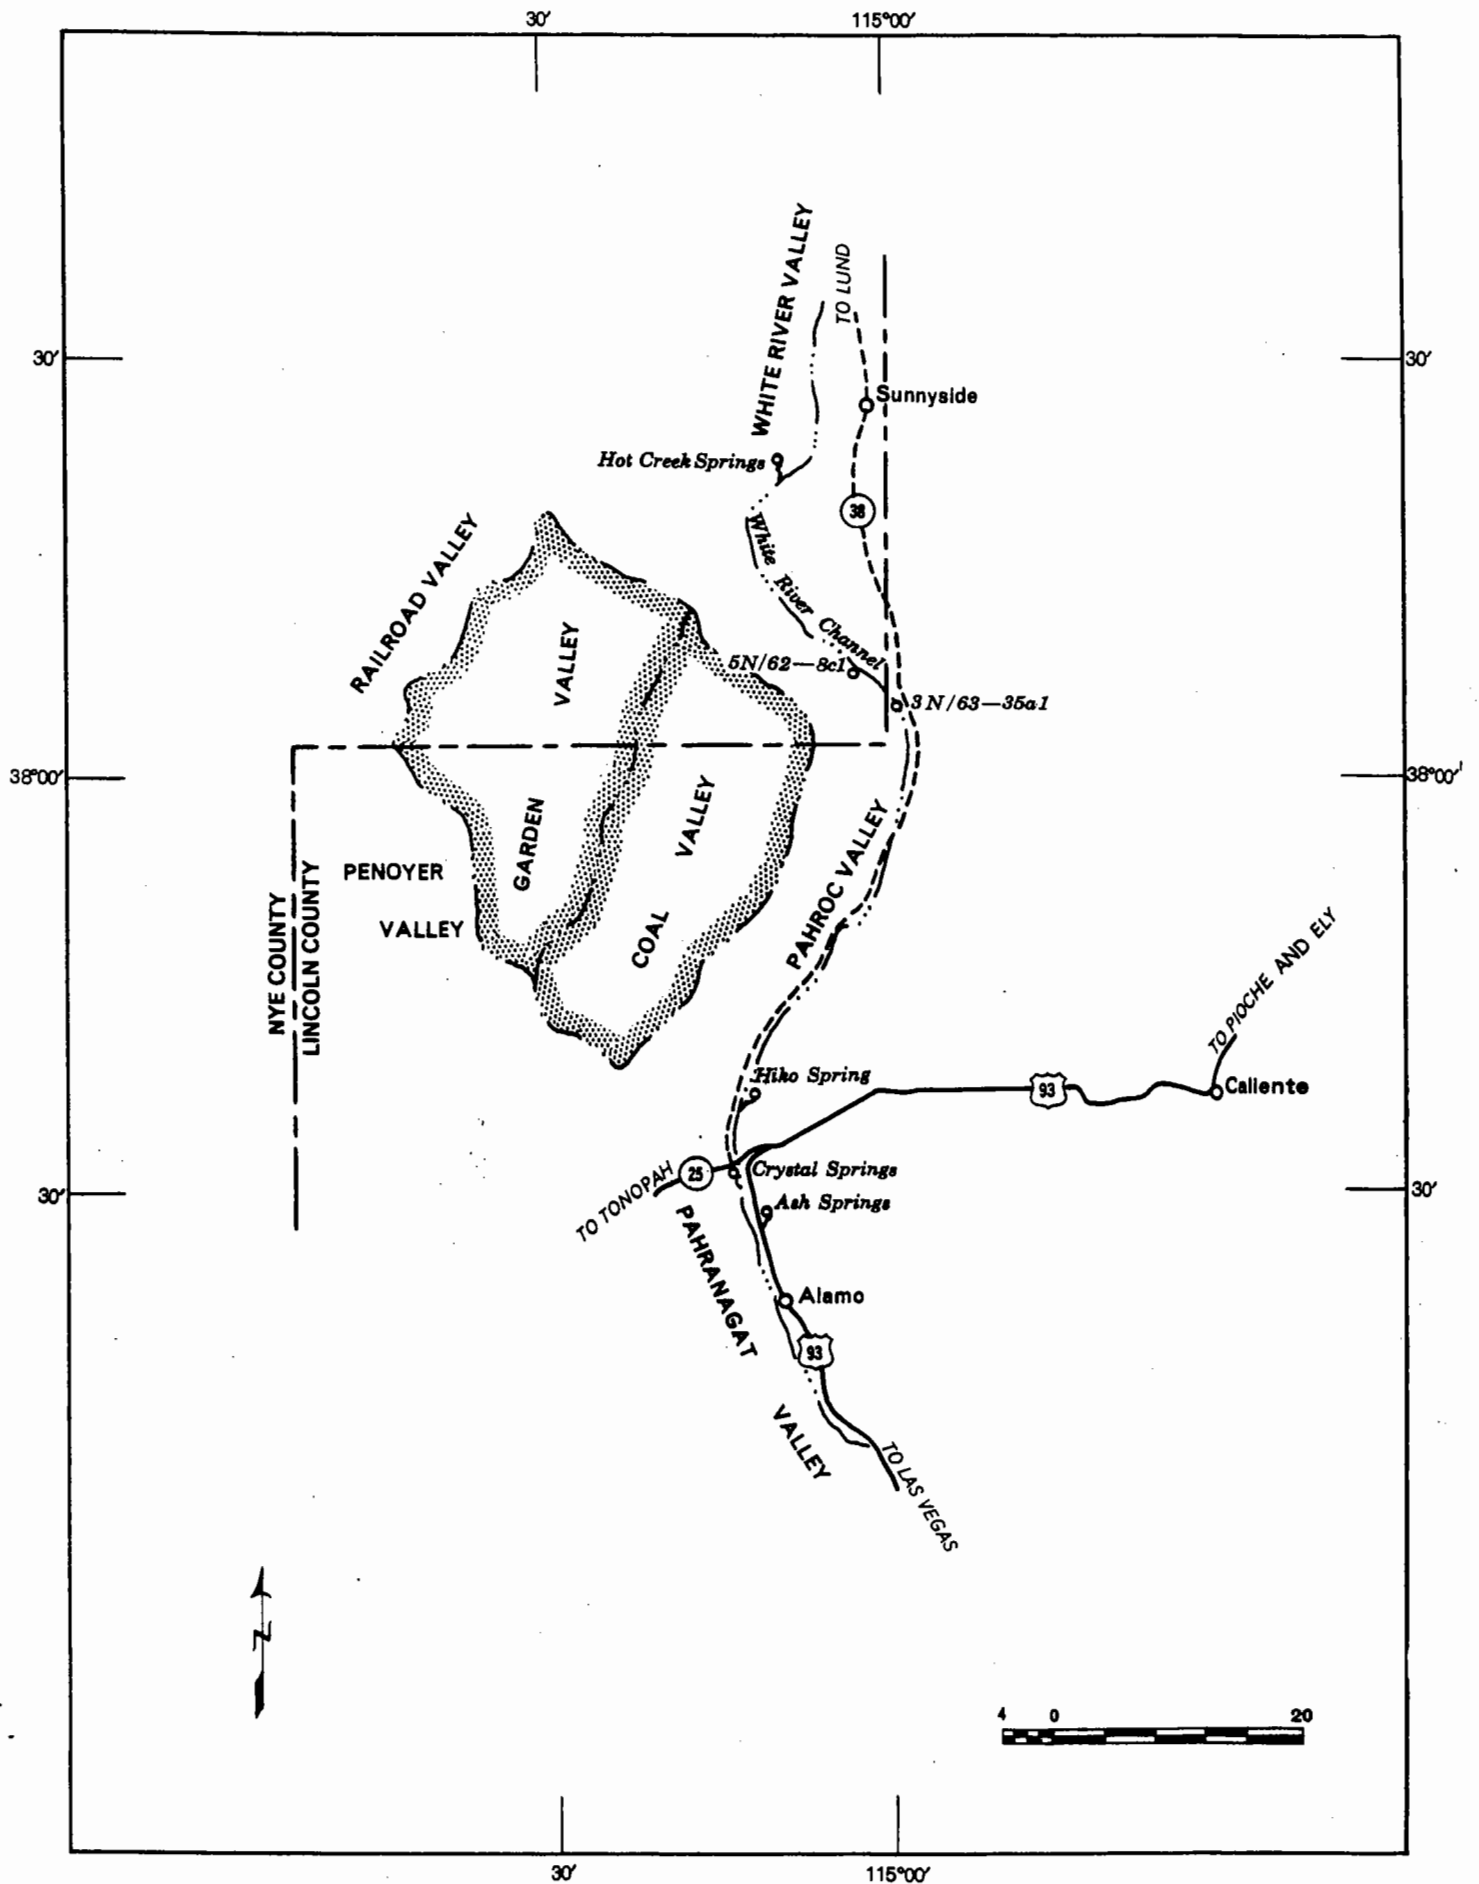 30′ 115°00′
WHITE RIVER VALLEY
TO LUND
30′ 30′
Sunnyside
Hot Creek Springs
38
White River Channel
RAILROAD VALLEY
VALLEY
5N/62—8c1
3N/63—35a1
38°00′ 38°00′
GARDEN
VALLEY
PENOYER
VALLEY
COAL
PAHROC VALLEY
NYE COUNTY
LINCOLN COUNTY
TO PIOCHE AND ELY
Hiko Spring
93
Caliente
25
Crystal Springs
TO TONOPAH
30′ 30′
Ash Springs
PAHRANAGAT
Alamo
93
VALLEY
TO LAS VEGAS
N
4 0 20
30′ 115°00′